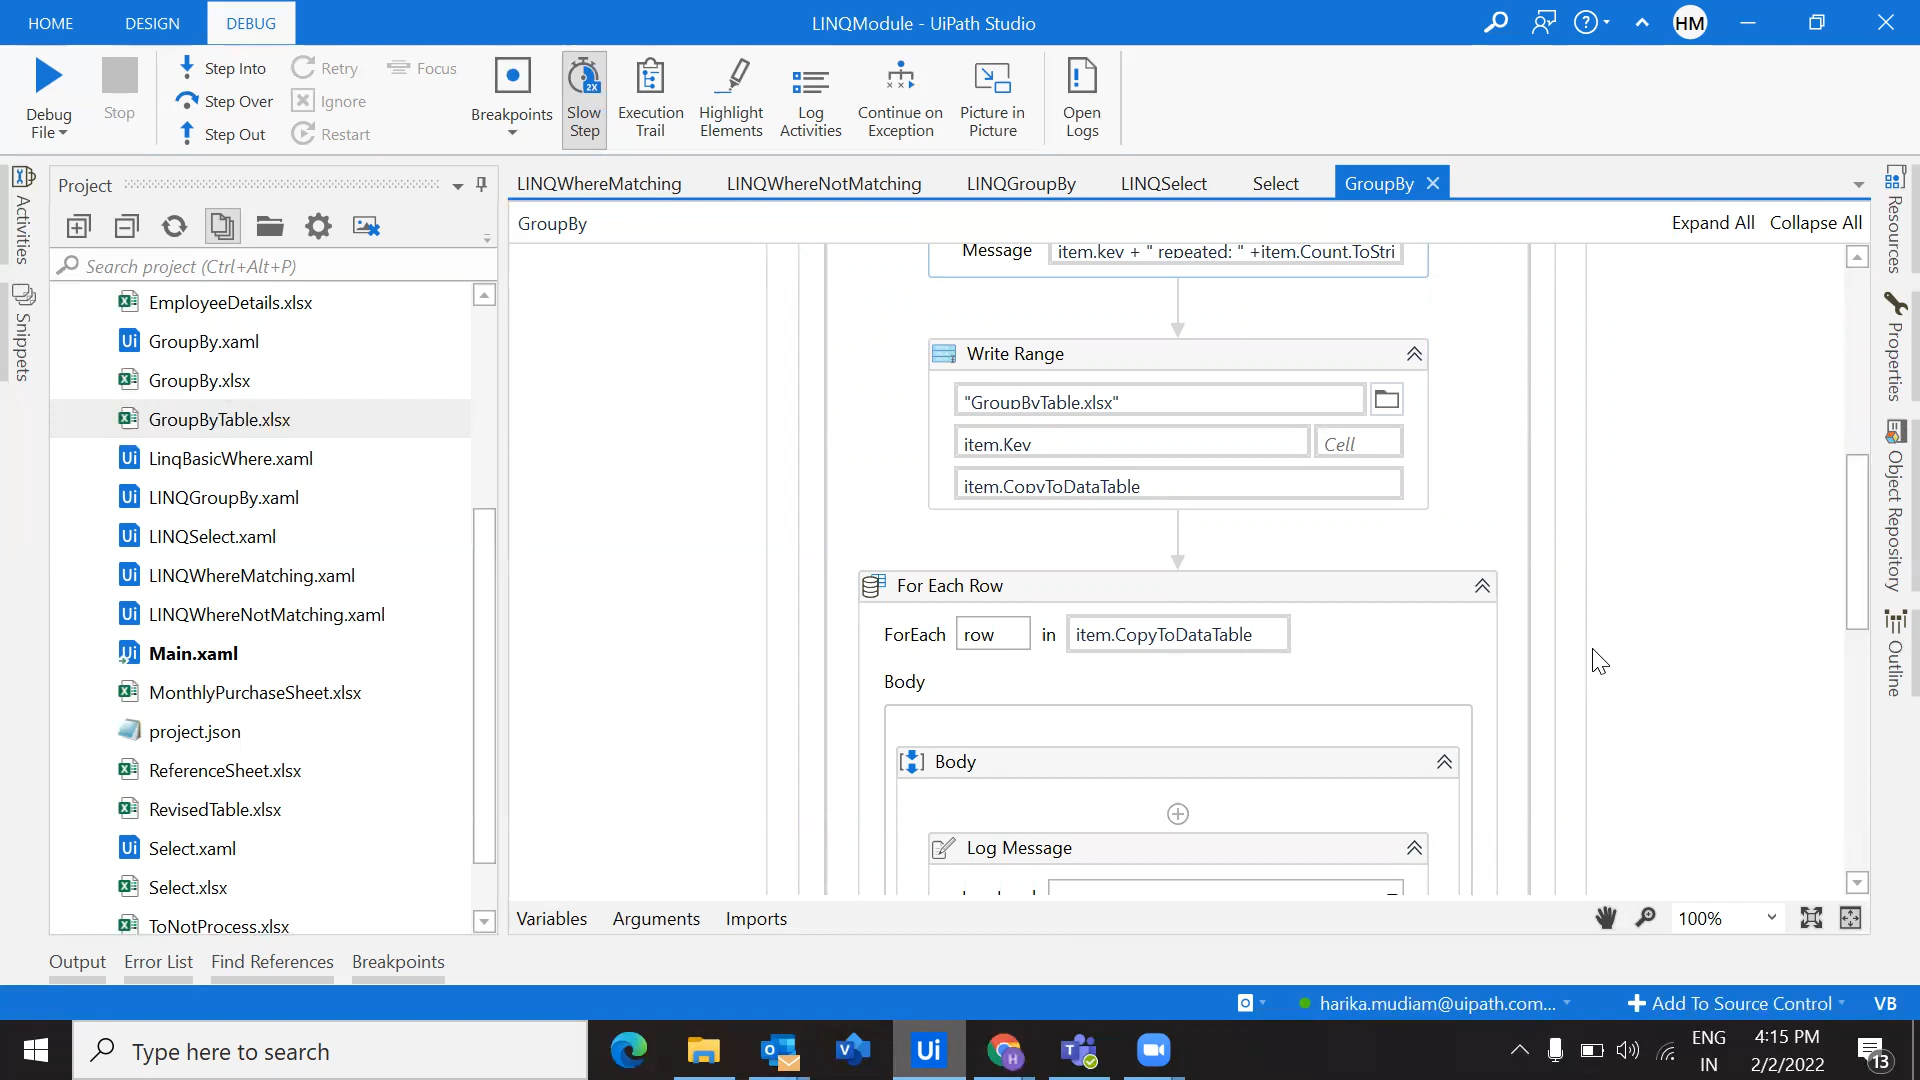 HOME DESIGN DEBUG LINQModule - UiPath Studio HM
Debug File Stop
Step Into
Step Over
Step Out
Retry
Ignore
Restart
Focus
Breakpoints
2X
Slow Step
Execution Trail
Highlight Elements
Log Activities
Continue on Exception
Picture in Picture
Open Logs
Activities
Snippets
Project
Search project (Ctrl+Alt+P)
EmployeeDetails.xlsx
GroupBy.xaml
GroupBy.xlsx
GroupByTable.xlsx
LinqBasicWhere.xaml
LINQGroupBy.xaml
LINQSelect.xaml
LINQWhereMatching.xaml
LINQWhereNotMatching.xaml
Main.xaml
MonthlyPurchaseSheet.xlsx
project.json
ReferenceSheet.xlsx
RevisedTable.xlsx
Select.xaml
Select.xlsx
ToNotProcess.xlsx
LINQWhereMatching LINQWhereNotMatching LINQGroupBy LINQSelect Select GroupBy
GroupBy Expand All Collapse All
Message item.key + " repeated: " +item.Count.ToStri
Write Range
"GroupByTable.xlsx"
item.Key Cell
item.CopyToDataTable
For Each Row
ForEach row in item.CopyToDataTable
Body
Body
Log Message
Variables Arguments Imports 100%
Resources
Properties
Object Repository
Outline
Output Error List Find References Breakpoints
harika.mudiam@uipath.com... Add To Source Control VB
Type here to search
Ui
ENG
IN
4:15 PM
2/2/2022
13